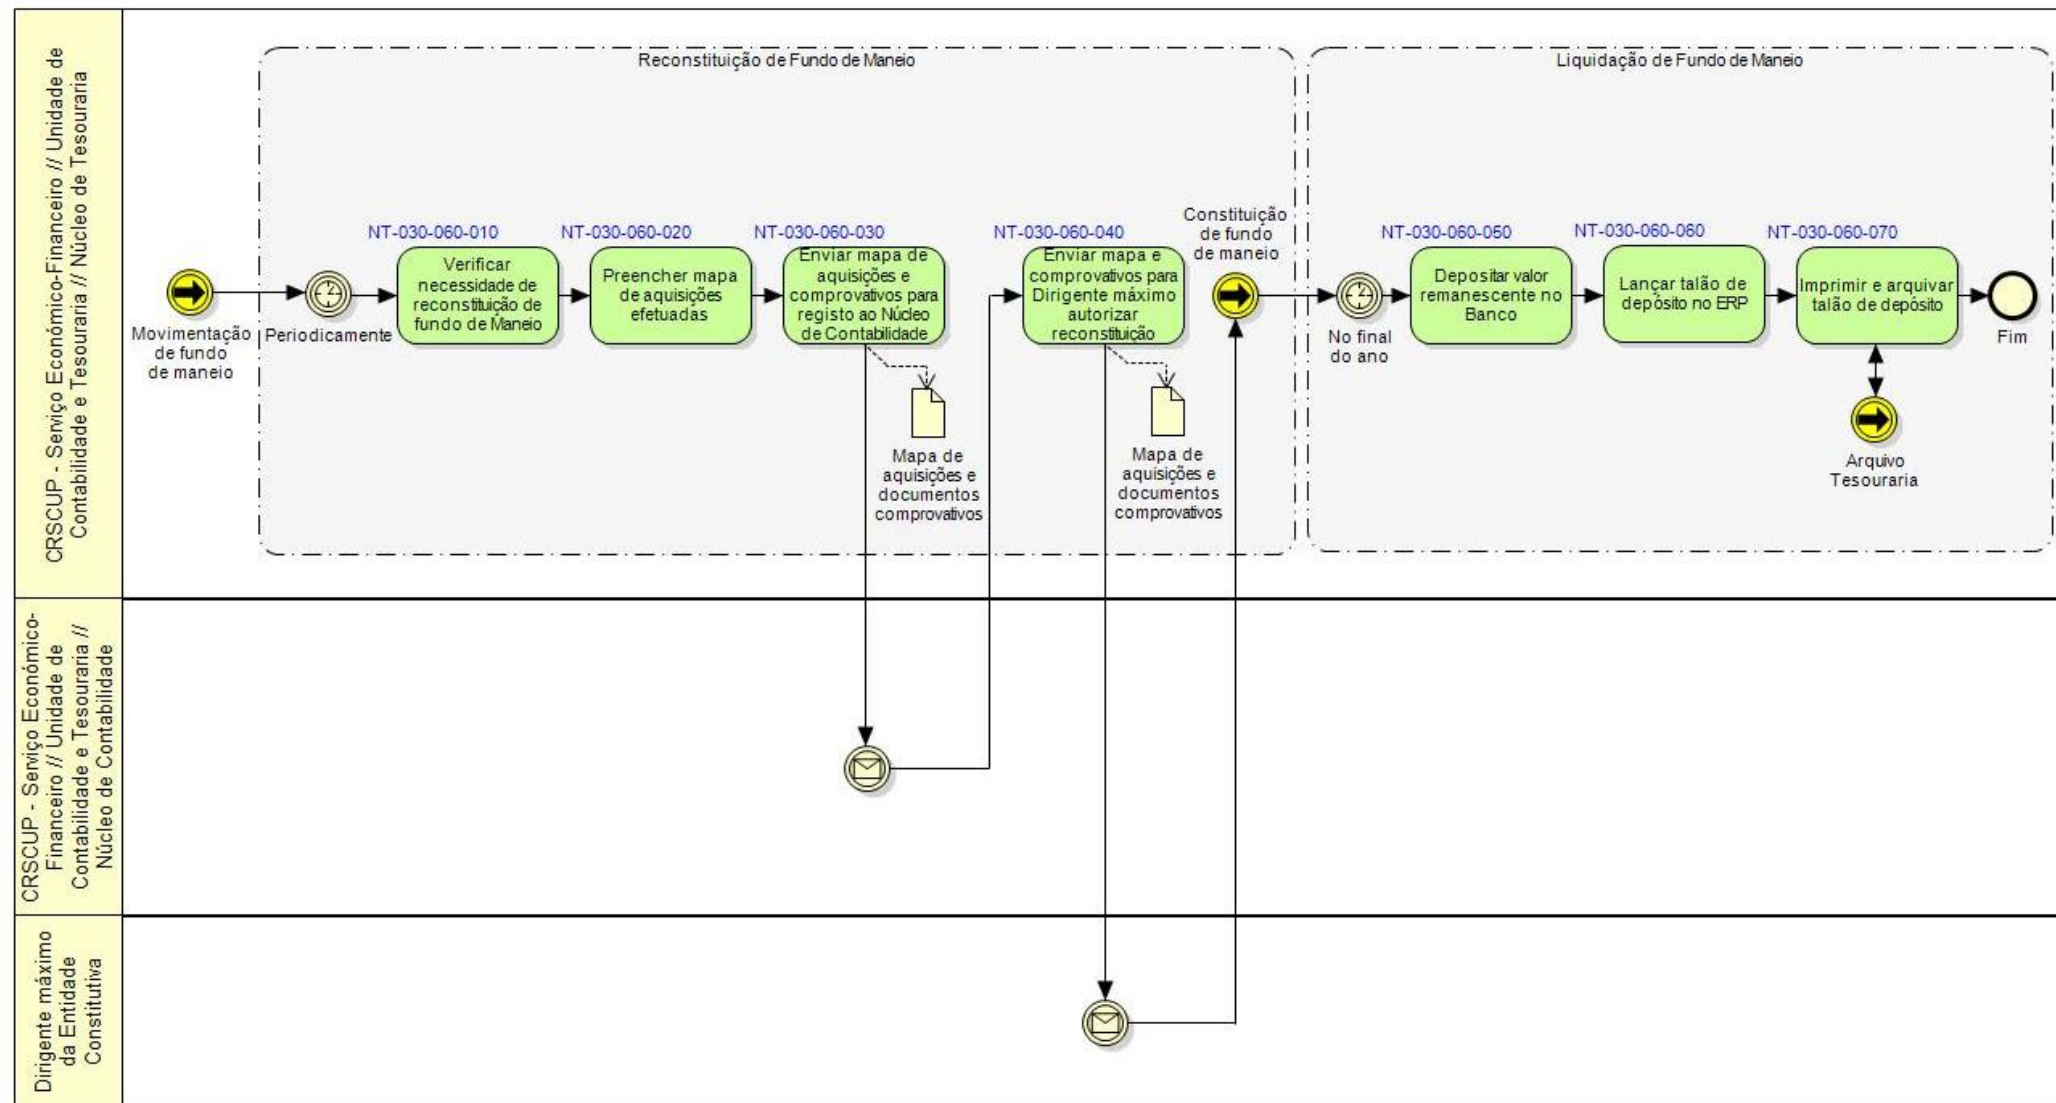 CRSCUP - Serviço Económico-Financeiro // Unidade de
Contabilidade e Tesouraria // Núcleo de Tesouraria
Reconstituição de Fundo de Maneio
Liquidação de Fundo de Maneio
Movimentação
de fundo
de maneio
Periodicamente
NT-030-060-010
Verificar
necessidade de
reconstituição de
fundo de Maneio
NT-030-060-020
Preencher mapa
de aquisições
efetuadas
NT-030-060-030
Enviar mapa de
aquisições e
comprovativos para
registo ao Núcleo
de Contabilidade
Mapa de
aquisições e
documentos
comprovativos
NT-030-060-040
Enviar mapa e
comprovativos para
Dirigente máximo
autorizar
reconstituição
Mapa de
aquisições e
documentos
comprovativos
Constituição
de fundo
de maneio
No final
do ano
NT-030-060-050
Depositar valor
remanescente no
Banco
NT-030-060-060
Lançar talão de
depósito no ERP
NT-030-060-070
Imprimir e arquivar
talão de depósito
Arquivo
Tesouraria
Fim
CRSCUP - Serviço Económico-
Financeiro // Unidade de
Contabilidade e Tesouraria //
Núcleo de Contabilidade
Dirigente máximo
da Entidade
Constitutiva